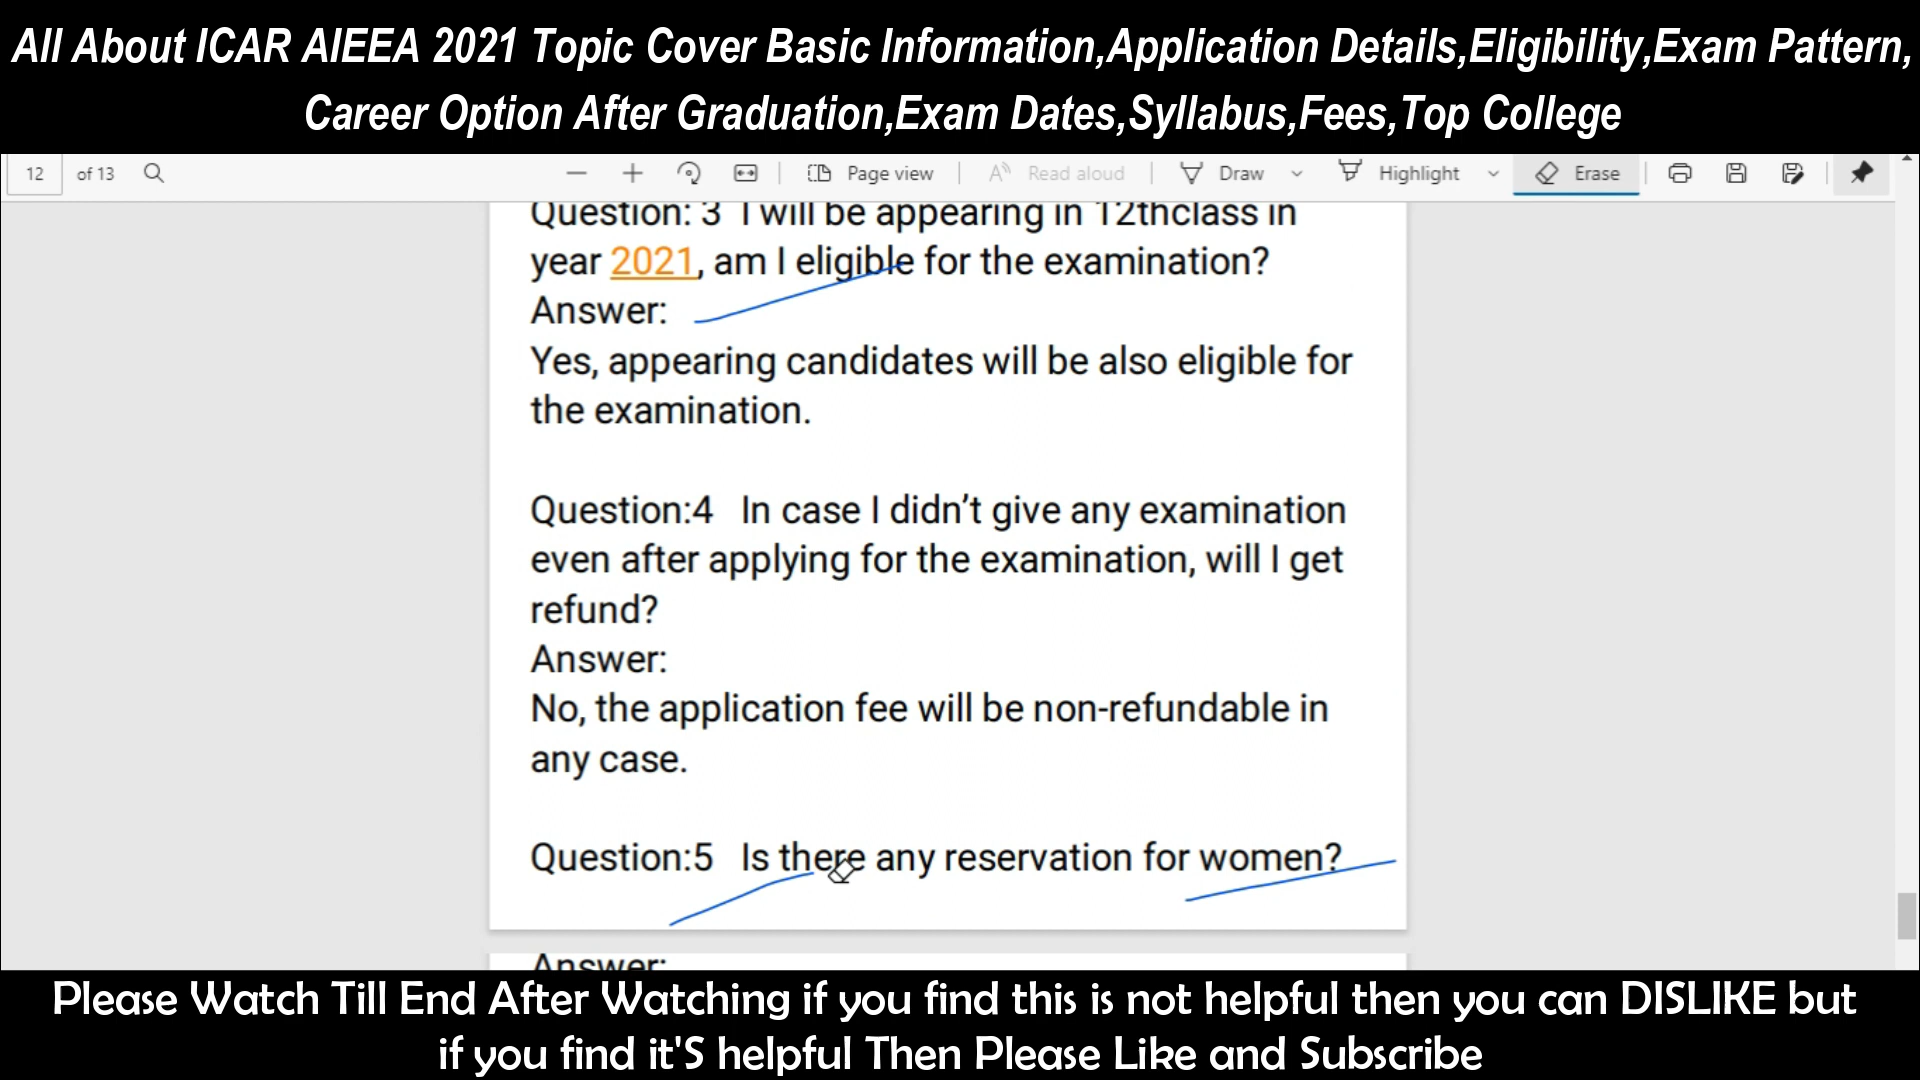 All About ICAR AIEEA 2021 Topic Cover Basic Information,Application Details,Eligibility,Exam Pattern,
Career Option After Graduation,Exam Dates,Syllabus,Fees,Top College
12 of 13 Page view Read aloud Draw Highlight Erase
Question: 3 I will be appearing in 12thclass in
year 2021, am I eligible for the examination?
Answer:
Yes, appearing candidates will be also eligible for
the examination.
Question:4 In case I didn’t give any examination
even after applying for the examination, will I get
refund?
Answer:
No, the application fee will be non-refundable in
any case.
Question:5 Is there any reservation for women?
Answer:
Please Watch Till End After Watching if you find this is not helpful then you can DISLIKE but
if you find it'S helpful Then Please Like and Subscribe